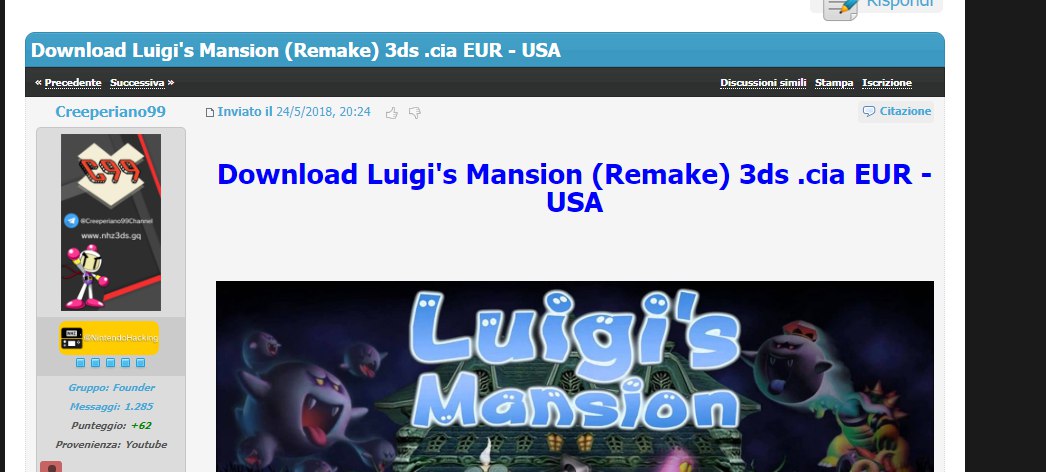 Rispondi
Download Luigi's Mansion (Remake) 3ds .cia EUR - USA
« Precedente Successiva »
Discussioni simili Stampa Iscrizione
Creeperiano99
Inviato il 24/5/2018, 20:24
Citazione
C99
@Creeperiano99Channel
www.nhz3ds.gq
@NintendoHacking
Gruppo: Founder
Messaggi: 1.285
Punteggio: +62
Provenienza: Youtube
Download Luigi's Mansion (Remake) 3ds .cia EUR -
USA
Luigi's
Mansion